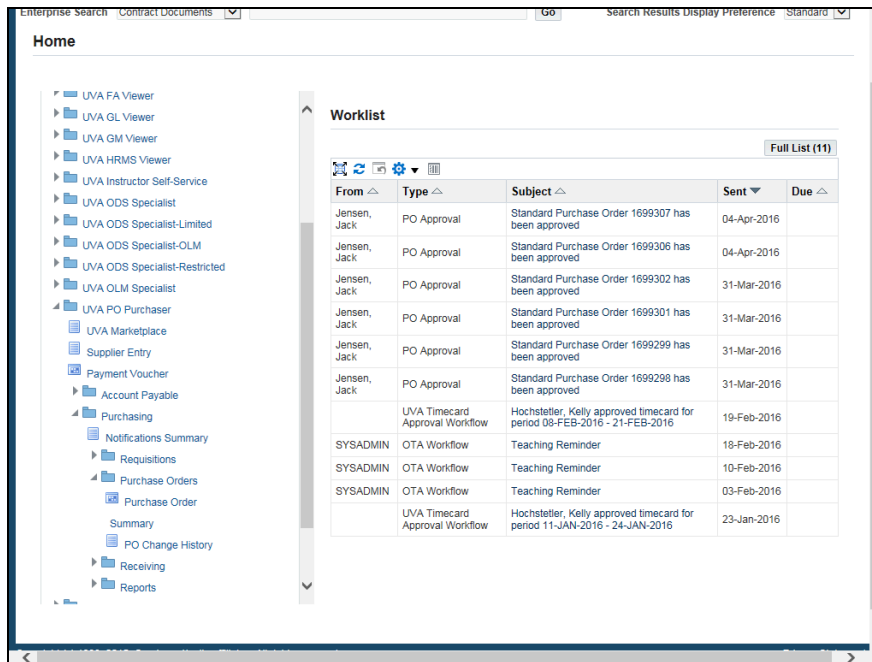 Enterprise Search Contract Documents Go Search Results Display Preference Standard
Home
UVA FA Viewer
UVA GL Viewer
UVA GM Viewer
UVA HRMS Viewer
UVA Instructor Self-Service
UVA ODS Specialist
UVA ODS Specialist-Limited
UVA ODS Specialist-OLM
UVA ODS Specialist-Restricted
UVA OLM Specialist
UVA PO Purchaser
UVA Marketplace
Supplier Entry
Payment Voucher
Account Payable
Purchasing
Notifications Summary
Requisitions
Purchase Orders
Purchase Order
Summary
PO Change History
Receiving
Reports
Worklist
Full List (11)
From Type Subject Sent Due
Jensen, Jack PO Approval Standard Purchase Order 1699307 has been approved 04-Apr-2016
Jensen, Jack PO Approval Standard Purchase Order 1699306 has been approved 04-Apr-2016
Jensen, Jack PO Approval Standard Purchase Order 1699302 has been approved 31-Mar-2016
Jensen, Jack PO Approval Standard Purchase Order 1699301 has been approved 31-Mar-2016
Jensen, Jack PO Approval Standard Purchase Order 1699299 has been approved 31-Mar-2016
Jensen, Jack PO Approval Standard Purchase Order 1699298 has been approved 31-Mar-2016
UVA Timecard Approval Workflow Hochstetler, Kelly approved timecard for period 08-FEB-2016 - 21-FEB-2016 19-Feb-2016
SYSADMIN OTA Workflow Teaching Reminder 18-Feb-2016
SYSADMIN OTA Workflow Teaching Reminder 10-Feb-2016
SYSADMIN OTA Workflow Teaching Reminder 03-Feb-2016
UVA Timecard Approval Workflow Hochstetler, Kelly approved timecard for period 11-JAN-2016 - 24-JAN-2016 23-Jan-2016